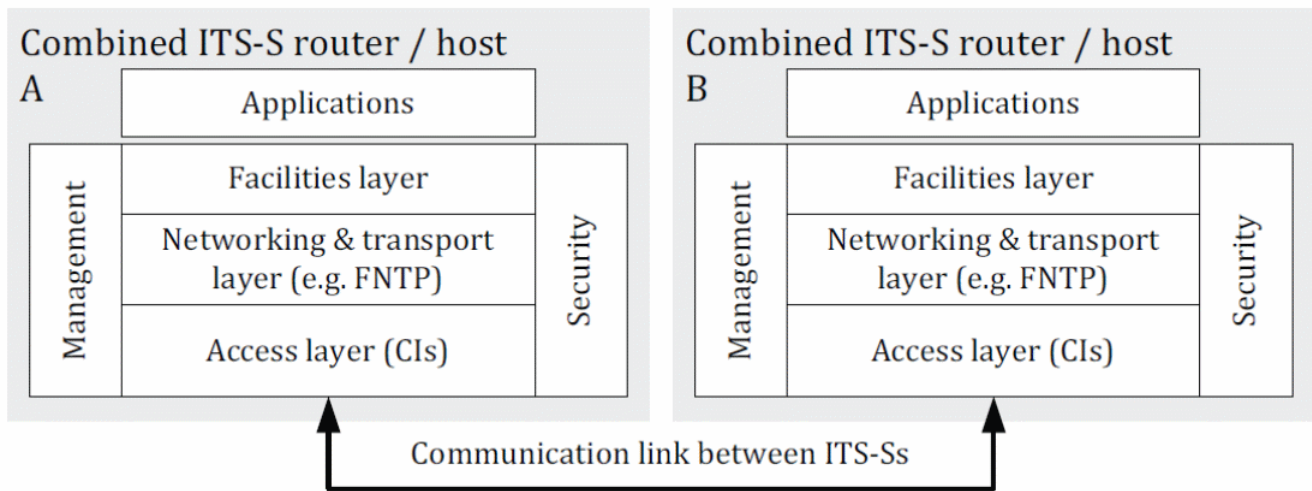 Combined ITS-S router / host
A
Applications
Management
Facilities layer
Networking & transport
layer (e.g. FNTP)
Access layer (CIs)
Security
Combined ITS-S router / host
B
Applications
Management
Facilities layer
Networking & transport
layer (e.g. FNTP)
Access layer (CIs)
Security
Communication link between ITS-Ss